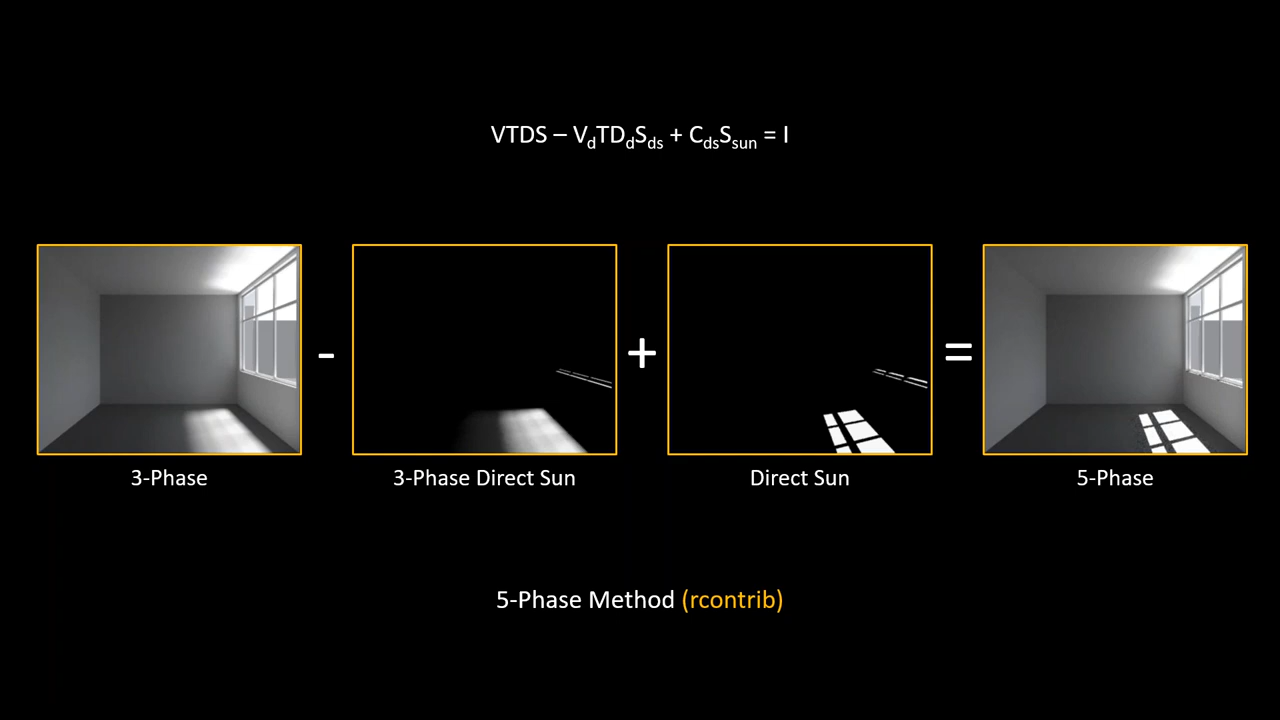 VTDS – VdTDdSds + CdsSsun = I
- + =
3-Phase
3-Phase Direct Sun
Direct Sun
5-Phase
5-Phase Method (rcontrib)